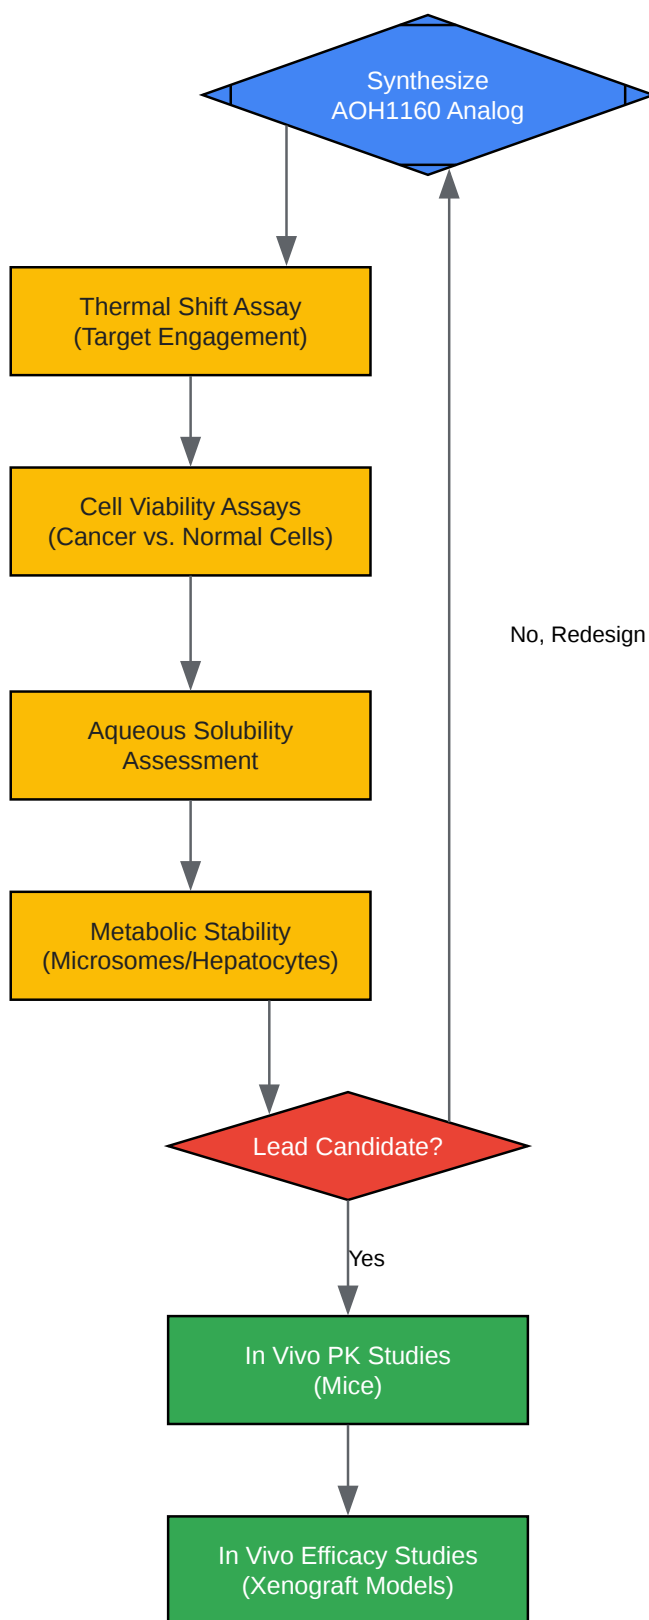 Synthesize
AOH1160 Analog
Thermal Shift Assay
(Target Engagement)
Cell Viability Assays
(Cancer vs. Normal Cells)
No, Redesign
Aqueous Solubility
Assessment
Metabolic Stability
(Microsomes/Hepatocytes)
Lead Candidate?
Yes
In Vivo PK Studies
(Mice)
In Vivo Efficacy Studies
(Xenograft Models)